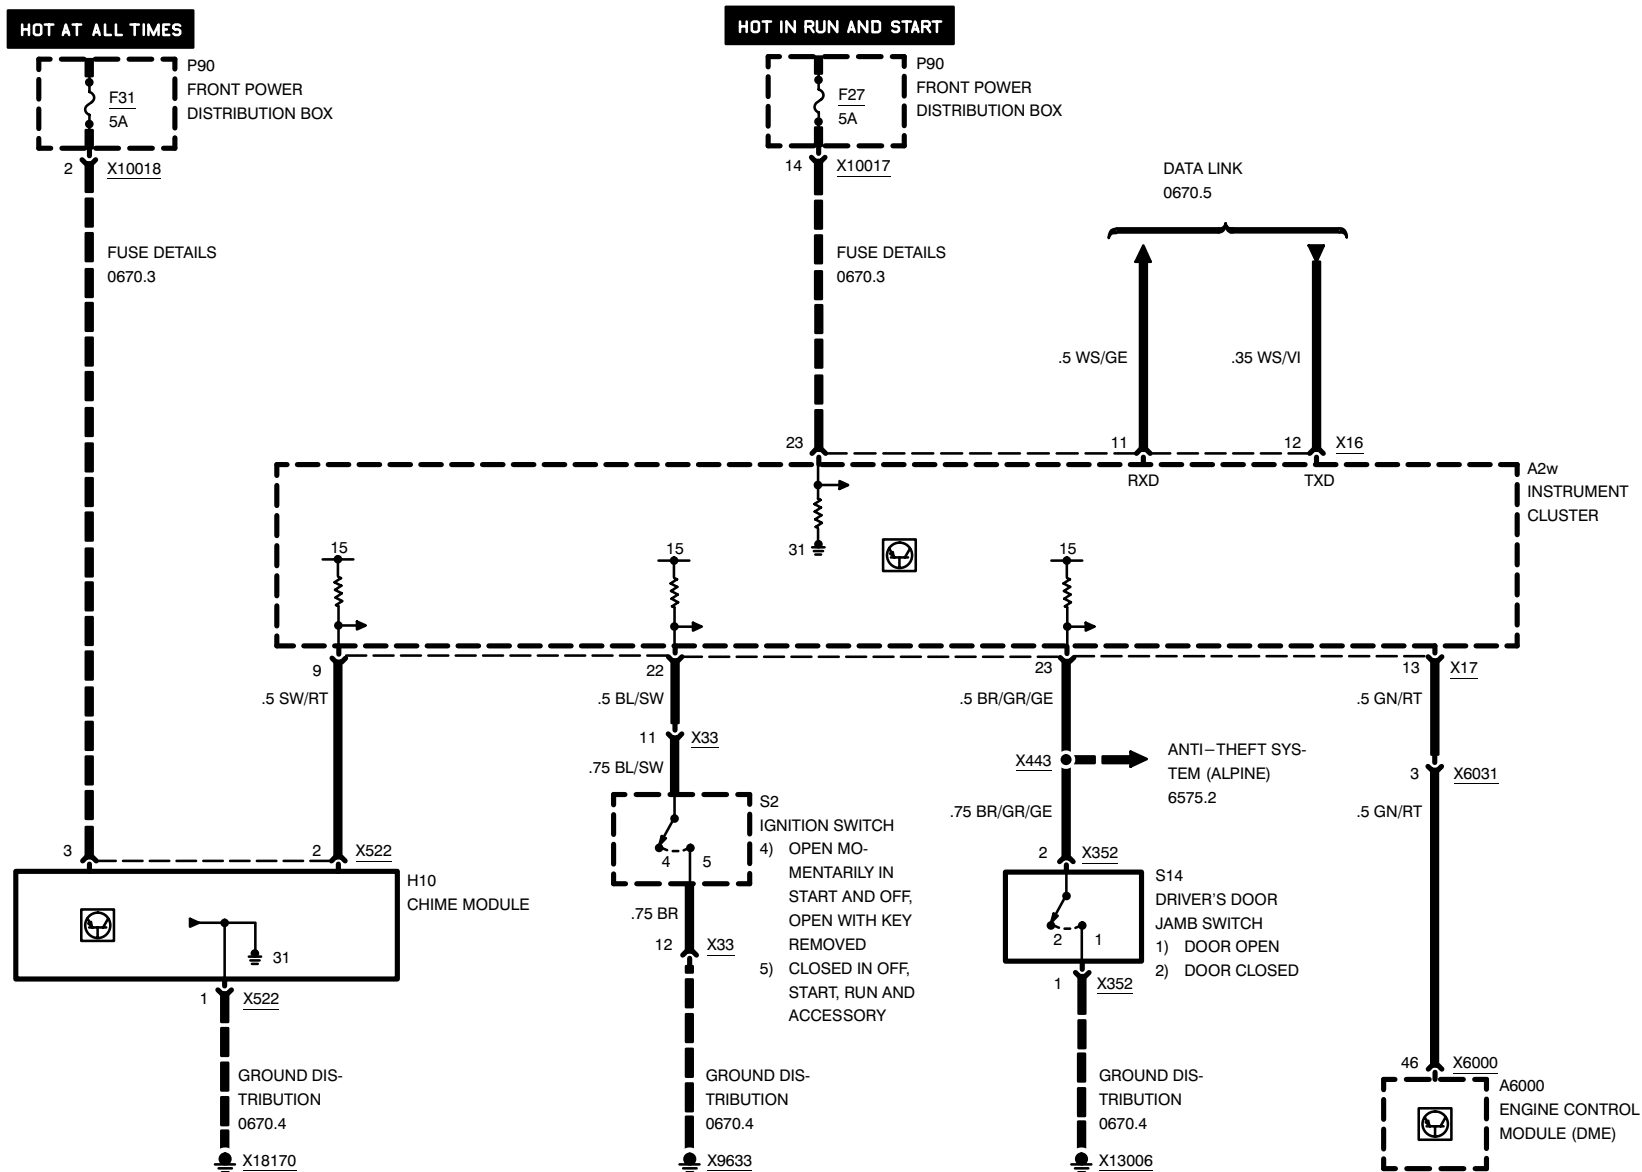 HOT AT ALL TIMES
HOT IN RUN AND START
P90
FRONT POWER
DISTRIBUTION BOX
F31
5A
2
X10018
P90
FRONT POWER
DISTRIBUTION BOX
F27
5A
14
X10017
DATA LINK
0670.5
FUSE DETAILS
0670.3
FUSE DETAILS
0670.3
.5 WS/GE
.35 WS/VI
23
11
12
X16
RXD
TXD
A2w
INSTRUMENT
CLUSTER
15
15
31
15
9
22
23
13
X17
.5 SW/RT
.5 BL/SW
.5 BR/GR/GE
.5 GN/RT
11
X33
X443
ANTI–THEFT SYS-
TEM (ALPINE)
6575.2
3
X6031
.75 BL/SW
.75 BR/GR/GE
.5 GN/RT
3
2
X522
H10
CHIME MODULE
31
1
X522
4
5
S2
IGNITION SWITCH
4) OPEN MO-
MENTARILY IN
START AND OFF,
OPEN WITH KEY
REMOVED
5) CLOSED IN OFF,
START, RUN AND
ACCESSORY
.75 BR
12
X33
2
X352
2
1
S14
DRIVER'S DOOR
JAMB SWITCH
1) DOOR OPEN
2) DOOR CLOSED
1
X352
GROUND DIS-
TRIBUTION
0670.4
X18170
GROUND DIS-
TRIBUTION
0670.4
X9633
GROUND DIS-
TRIBUTION
0670.4
X13006
46
X6000
A6000
ENGINE CONTROL
MODULE (DME)